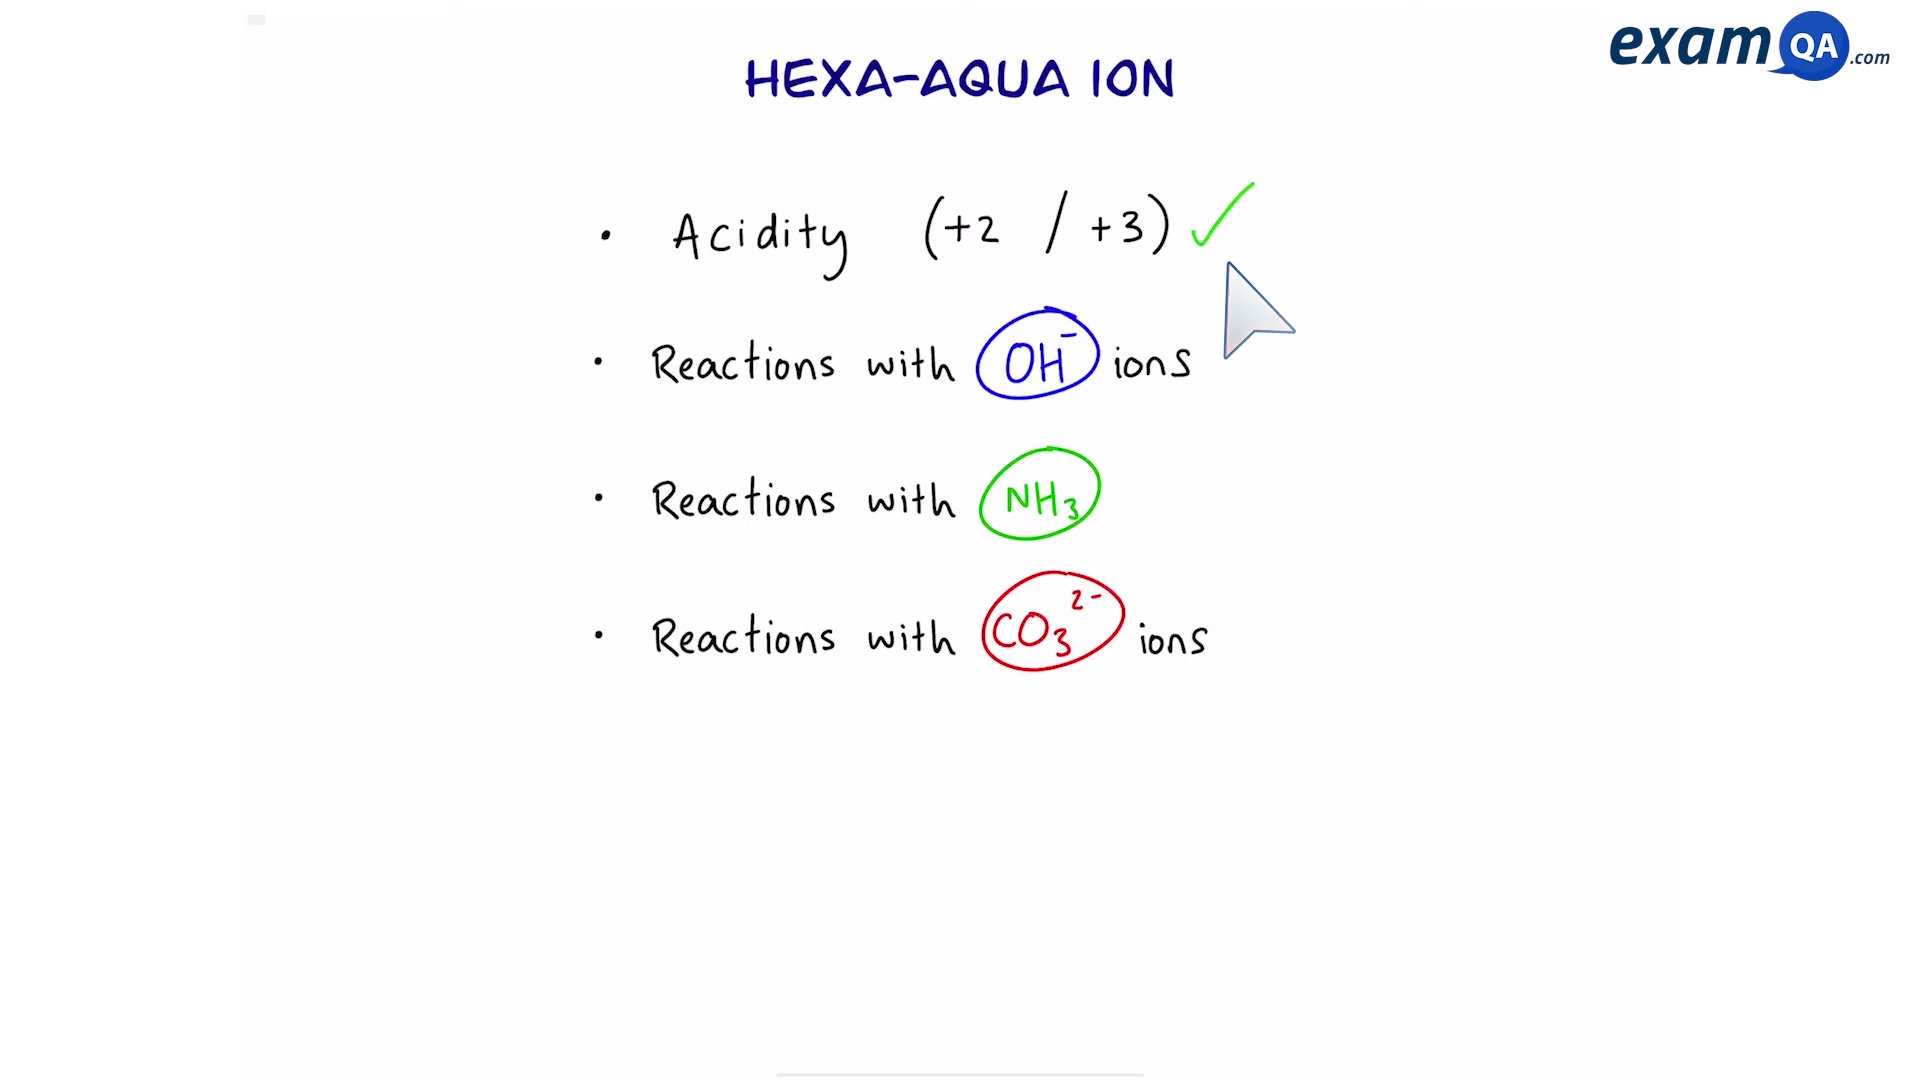 examQA.com
HEXA-AQUA ION
• Acidity (+2 / +3) ✓
• Reactions with OH⁻ ions
• Reactions with NH₃
• Reactions with CO₃²⁻ ions